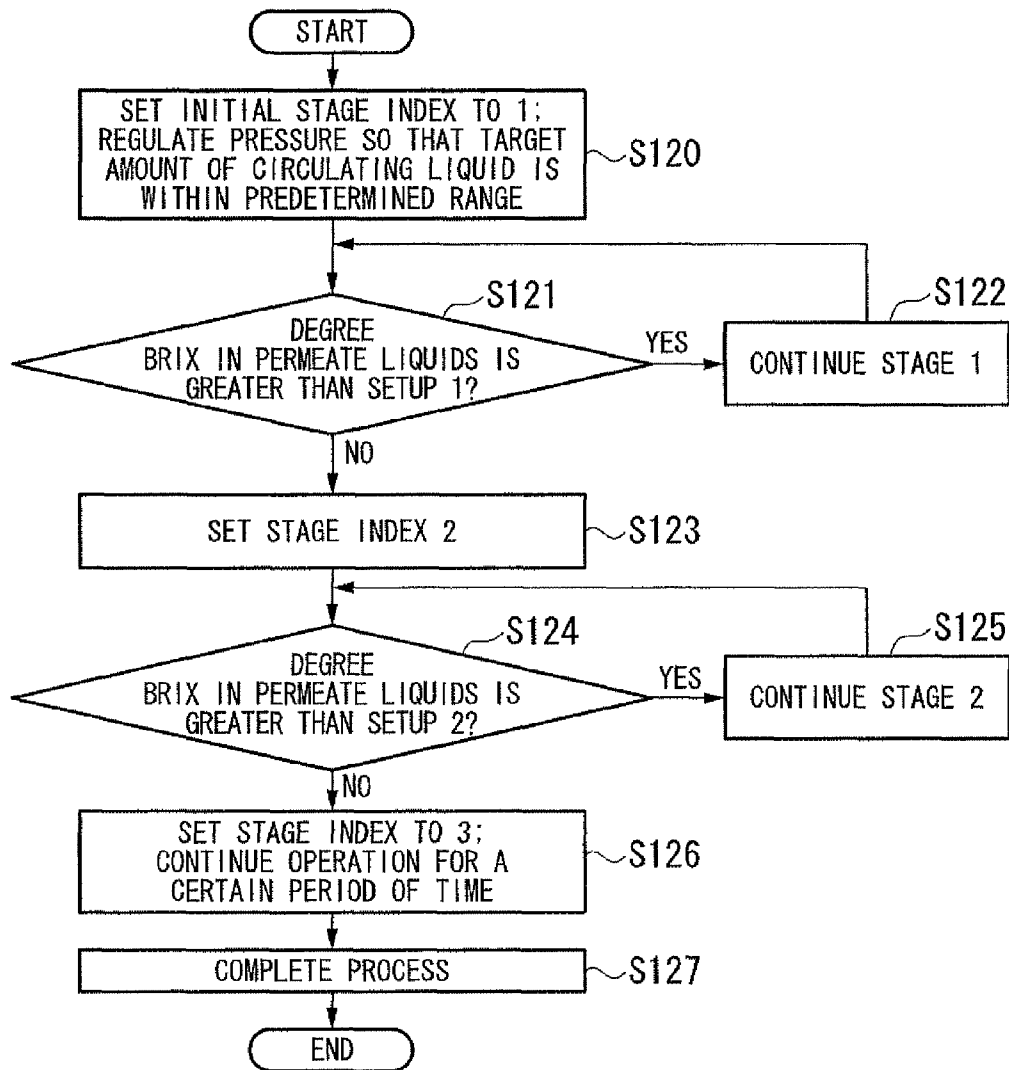 START
SET INITIAL STAGE INDEX TO 1;
REGULATE PRESSURE SO THAT TARGET
AMOUNT OF CIRCULATING LIQUID IS
WITHIN PREDETERMINED RANGE
S120
S121
DEGREE
BRIX IN PERMEATE LIQUIDS IS
GREATER THAN SETUP 1?
YES
S122
CONTINUE STAGE 1
NO
SET STAGE INDEX 2
S123
S124
DEGREE
BRIX IN PERMEATE LIQUIDS IS
GREATER THAN SETUP 2?
YES
S125
CONTINUE STAGE 2
NO
SET STAGE INDEX TO 3;
CONTINUE OPERATION FOR A
CERTAIN PERIOD OF TIME
S126
COMPLETE PROCESS
S127
END